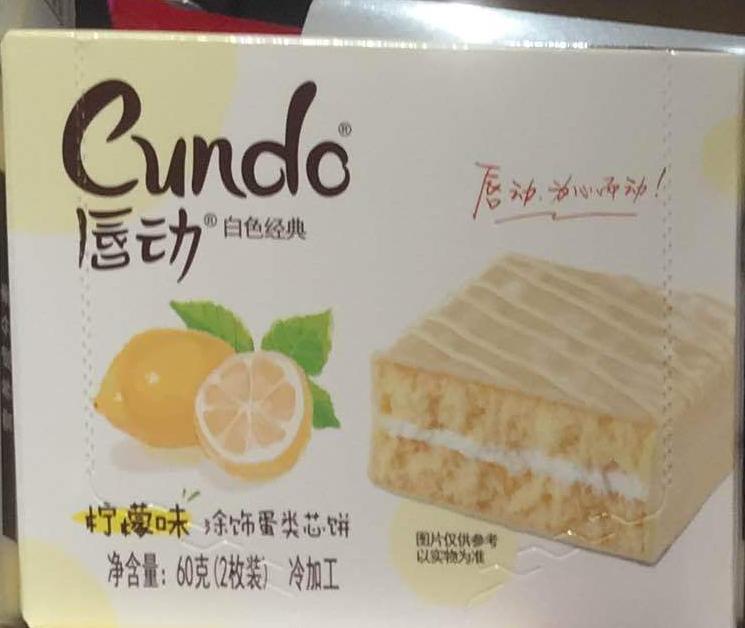 Cundo®
唇动® 白色经典
唇动.为心而动!
柠檬味 涂饰蛋类芯饼
净含量：60克(2枚装) 冷加工
图片仅供参考
以实物为准